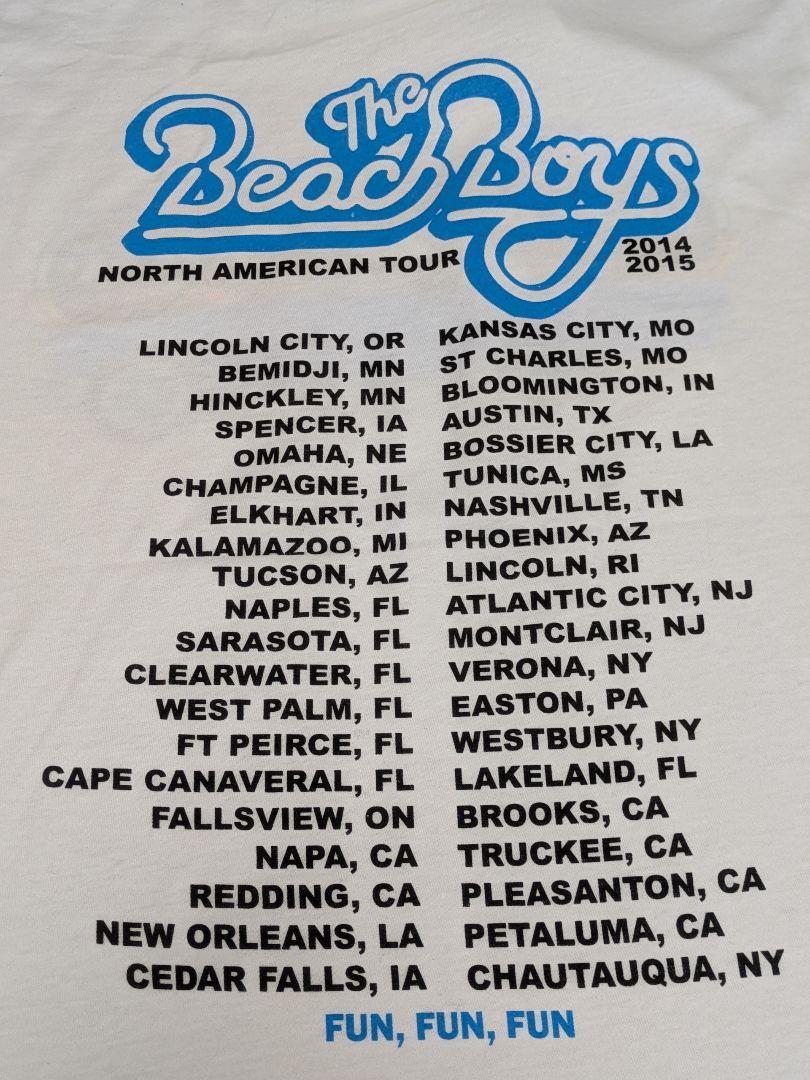 The
Beach Boys
NORTH AMERICAN TOUR
2014
2015
LINCOLN CITY, OR
BEMIDJI, MN
HINCKLEY, MN
SPENCER, IA
OMAHA, NE
CHAMPAGNE, IL
ELKHART, IN
KALAMAZOO, MI
TUCSON, AZ
NAPLES, FL
SARASOTA, FL
CLEARWATER, FL
WEST PALM, FL
FT PEIRCE, FL
CAPE CANAVERAL, FL
FALLSVIEW, ON
NAPA, CA
REDDING, CA
NEW ORLEANS, LA
CEDAR FALLS, IA
KANSAS CITY, MO
ST CHARLES, MO
BLOOMINGTON, IN
AUSTIN, TX
BOSSIER CITY, LA
TUNICA, MS
NASHVILLE, TN
PHOENIX, AZ
LINCOLN, RI
ATLANTIC CITY, NJ
MONTCLAIR, NJ
VERONA, NY
EASTON, PA
WESTBURY, NY
LAKELAND, FL
BROOKS, CA
TRUCKEE, CA
PLEASANTON, CA
PETALUMA, CA
CHAUTAUQUA, NY
FUN, FUN, FUN